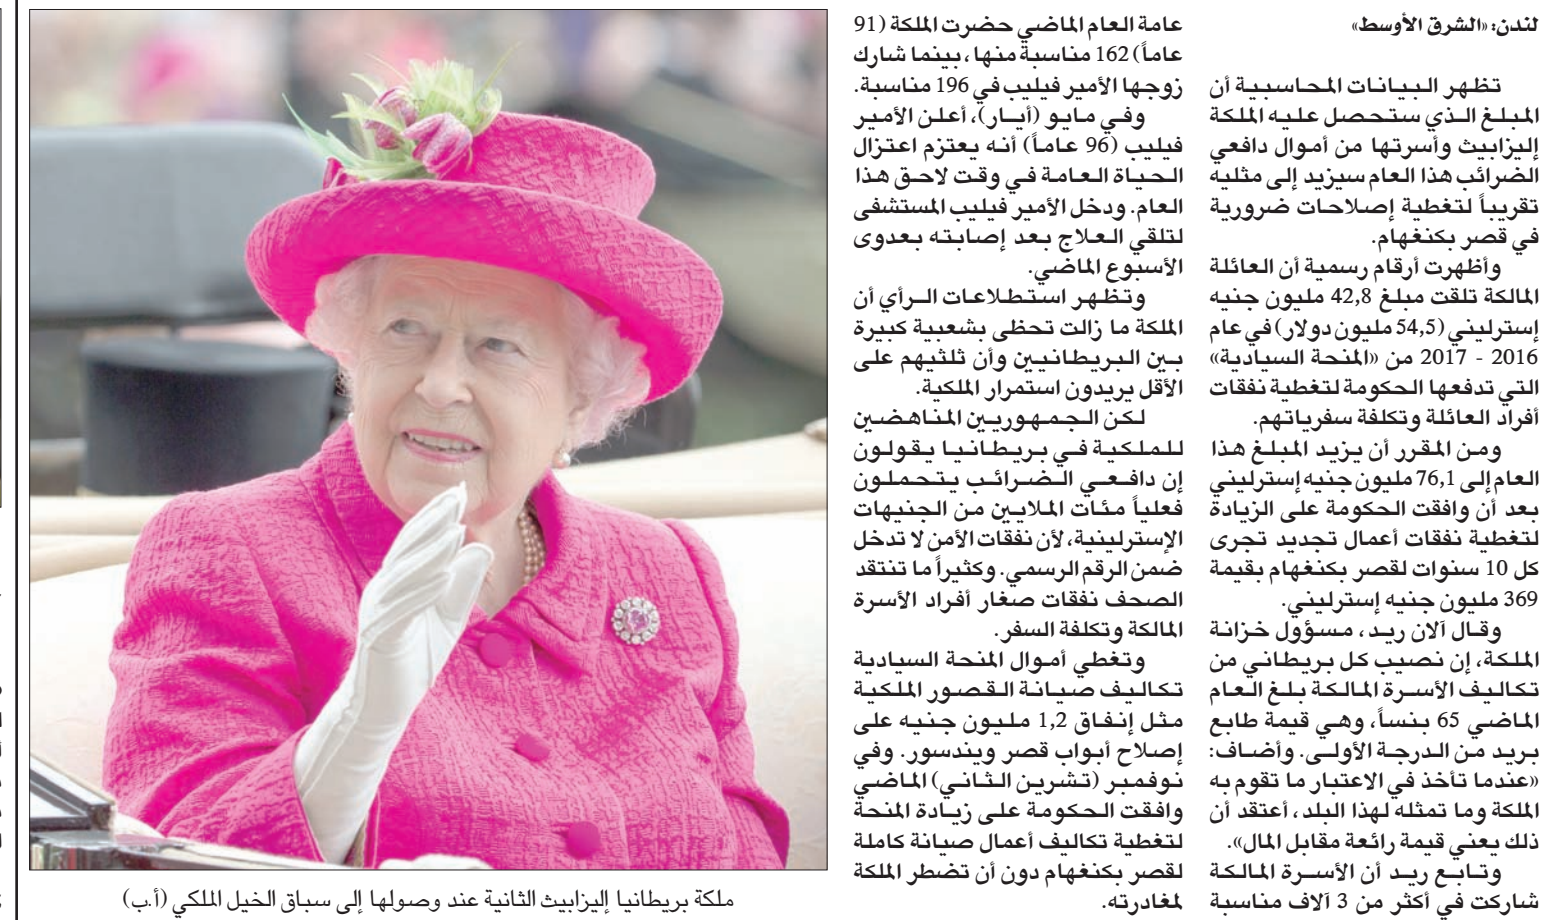 لندن: «الشرق الأوسط»
تظهر البيانات المحاسبية أن
المبلغ الذي ستحصل عليه الملكة
إليزابيث وأسرتها من أموال دافعي
الضرائب هذا العام سيزيد إلى مثليه
تقريباً لتغطية إصلاحات ضرورية
في قصر بكنغهام.
وأظهرت أرقام رسمية أن العائلة
المالكة تلقت مبلغ 42,8 مليون جنيه
إسترليني (54,5 مليون دولار) في عام
2016 - 2017 من «المنحة السيادية»
التي تدفعها الحكومة لتغطية نفقات
أفراد العائلة وتكلفة سفرياتهم.
ومن المقرر أن يزيد المبلغ هذا
العام إلى 76,1 مليون جنيه إسترليني
بعد أن وافقت الحكومة على الزيادة
لتغطية نفقات أعمال تجديد تجرى
كل 10 سنوات لقصر بكنغهام بقيمة
369 مليون جنيه إسترليني.
وقال آلان ريد، مسؤول خزانة
الملكة، إن نصيب كل بريطاني من
تكاليف الأسرة المالكة بلغ العام
الماضي 65 بنساً، وهي قيمة طابع
بريد من الدرجة الأولى. وأضاف:
«عندما تأخذ في الاعتبار ما تقوم به
الملكة وما تمثله لهذا البلد، أعتقد أن
ذلك يعني قيمة رائعة مقابل المال».
وتابع ريد أن الأسرة المالكة
شاركت في أكثر من 3 آلاف مناسبة
عامة العام الماضي حضرت الملكة (91
عاماً) 162 مناسبة منها، بينما شارك
زوجها الأمير فيليب في 196 مناسبة.
وفي مايو (أيار)، أعلن الأمير
فيليب (96 عاماً) أنه يعتزم اعتزال
الحياة العامة في وقت لاحق هذا
العام. ودخل الأمير فيليب المستشفى
لتلقي العلاج بعد إصابته بعدوى
الأسبوع الماضي.
وتظهر استطلاعات الرأي أن
الملكة ما زالت تحظى بشعبية كبيرة
بين البريطانيين وأن ثلثيهم على
الأقل يريدون استمرار الملكية.
لكن الجمهوريين المناهضين
للملكية في بريطانيا يقولون
إن دافعي الضرائب يتحملون
فعلياً مئات الملايين من الجنيهات
الإسترلينية، لأن نفقات الأمن لا تدخل
ضمن الرقم الرسمي. وكثيراً ما تنتقد
الصحف نفقات صغار أفراد الأسرة
المالكة وتكلفة السفر.
وتغطي أموال المنحة السيادية
تكاليف صيانة القصور الملكية
مثل إنفاق 1,2 مليون جنيه على
إصلاح أبواب قصر ويندسور. وفي
نوفمبر (تشرين الثاني) الماضي
وافقت الحكومة على زيادة المنحة
لتغطية تكاليف أعمال صيانة كاملة
لقصر بكنغهام دون أن تضطر الملكة
لمغادرته.
ملكة بريطانيا إليزابيث الثانية عند وصولها إلى سباق الخيل الملكي (أ.ب)